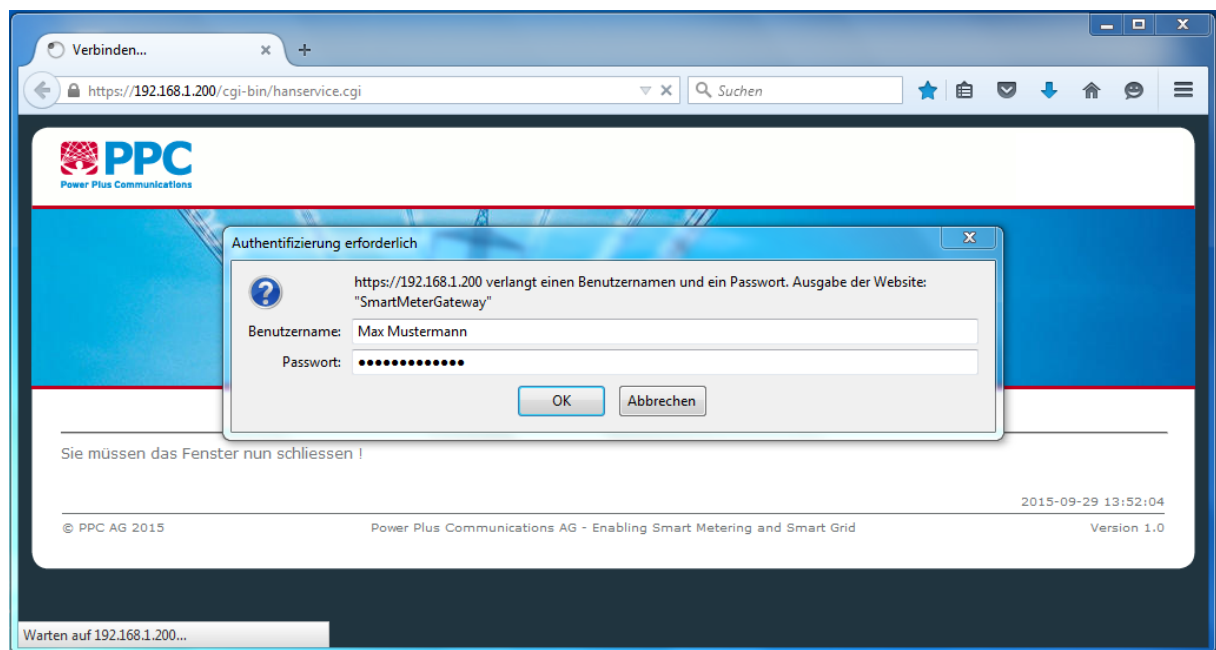 Verbinden...
https://192.168.1.200/cgi-bin/hanservice.cgi
Suchen
PPC
Power Plus Communications
Authentifizierung erforderlich
https://192.168.1.200 verlangt einen Benutzernamen und ein Passwort. Ausgabe der Website:
"SmartMeterGateway"
Benutzername: Max Mustermann
Passwort: •••••••••••••
OK Abbrechen
Sie müssen das Fenster nun schliessen !
2015-09-29 13:52:04
© PPC AG 2015 Power Plus Communications AG - Enabling Smart Metering and Smart Grid Version 1.0
Warten auf 192.168.1.200...